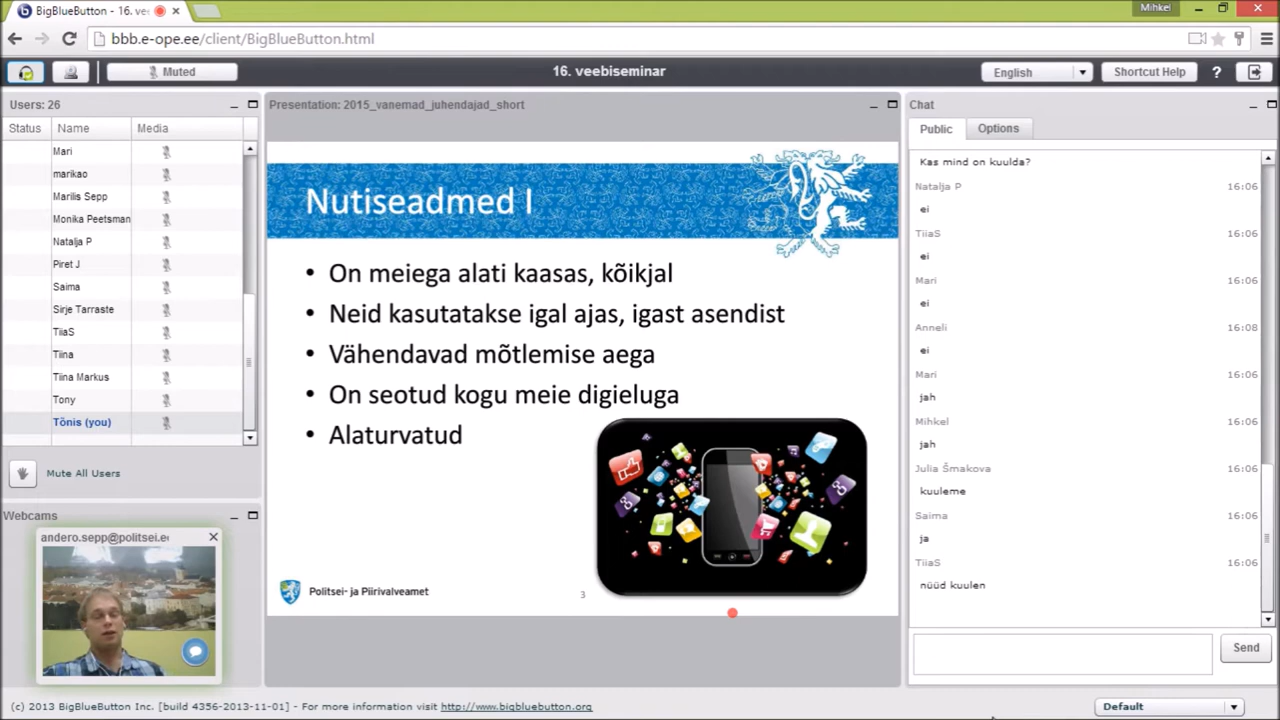 BigBlueButton - 16. vee
Mihkel
bbb.e-ope.ee/client/BigBlueButton.html
Muted
16. veebiseminar
English
Shortcut Help
?
Users: 26
Status Name Media
Mari
marikao
Marilis Sepp
Monika Peetsman
Natalja P
Piret J
Saima
Sirje Tarraste
TiiaS
Tiina
Tiina Markus
Tony
Tõnis (you)
Mute All Users
Webcams
andero.sepp@politsei.e
Presentation: 2015_vanemad_juhendajad_short
Nutiseadmed I
• On meiega alati kaasas, kõikjal
• Neid kasutatakse igal ajas, igast asendist
• Vähendavad mõtlemise aega
• On seotud kogu meie digieluga
• Alaturvatud
Politsei- ja Piirivalveamet
3
Chat
Public Options
Kas mind on kuulda?
Natalja P 16:06
ei
TiiaS 16:06
ei
Mari 16:06
ei
Anneli 16:08
ei
Mari 16:06
jah
Mihkel 16:06
jah
Julia Šmakova 16:06
kuuleme
Saima 16:06
ja
TiiaS 16:06
nüüd kuulen
Send
(c) 2013 BigBlueButton Inc. [build 4356-2013-11-01] - For more information visit http://www.bigbluebutton.org
Default